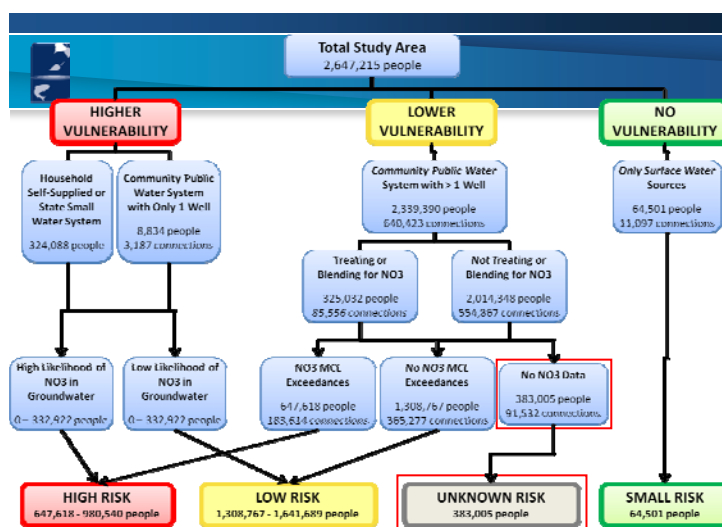 Total Study Area
2,647,215 people
HIGHER
VULNERABILITY
LOWER
VULNERABILITY
NO
VULNERABILITY
Household
Self-Supplied or
State Small
Water System
324,088 people
Community Public
Water System
with Only 1 Well
8,834 people
3,187 connections
Community Public Water
System with > 1 Well
2,339,390 people
640,423 connections
Only Surface Water
Sources
64,501 people
11,097 connections
Treating or
Blending for NO3
325,032 people
85,556 connections
Not Treating or
Blending for NO3
2,014,348 people
554,867 connections
High Likelihood of
NO3 in
Groundwater
0 – 332,922 people
Low Likelihood of
NO3 in
Groundwater
0 – 332,922 people
NO3 MCL
Exceedances
647,618 people
183,614 connections
No NO3 MCL
Exceedances
1,308,767 people
365,277 connections
No NO3 Data
383,005 people
91,532 connections
HIGH RISK
647,618 - 980,540 people
LOW RISK
1,308,767 - 1,641,689 people
UNKNOWN RISK
383,005 people
SMALL RISK
64,501 people